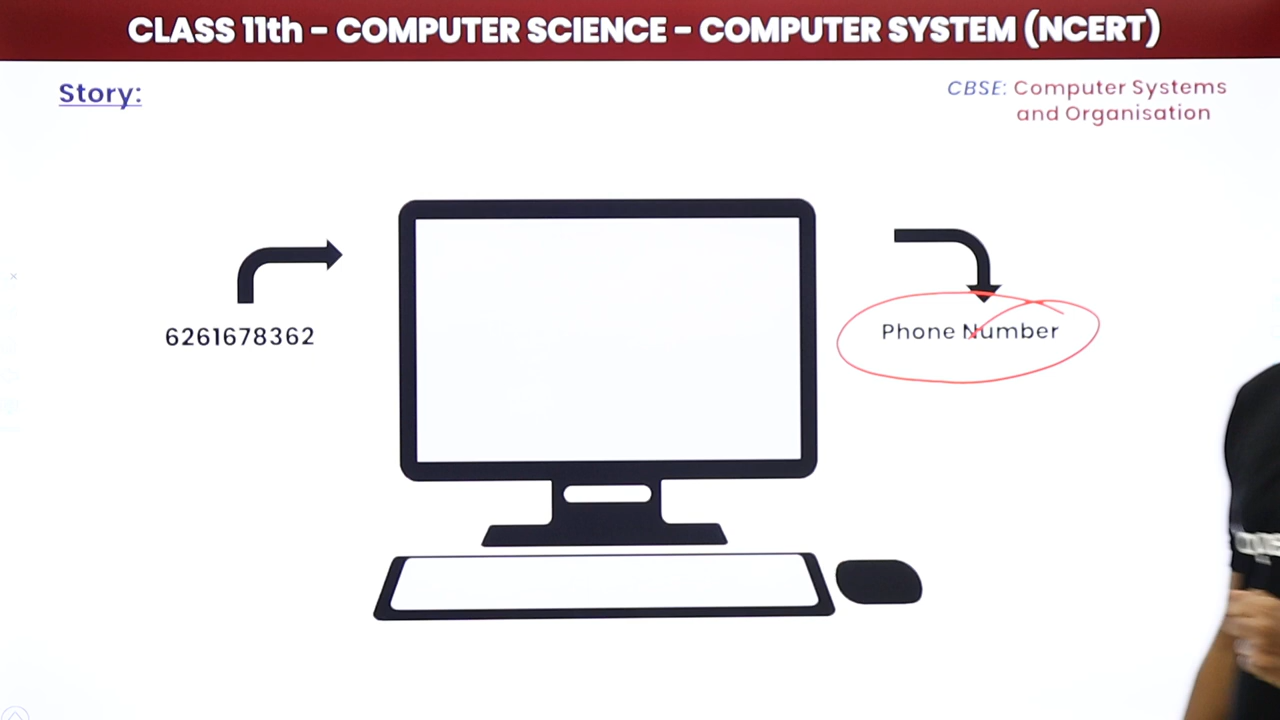 CLASS 11th - COMPUTER SCIENCE - COMPUTER SYSTEM (NCERT)
Story:
CBSE: Computer Systems
and Organisation
6261678362
Phone Number